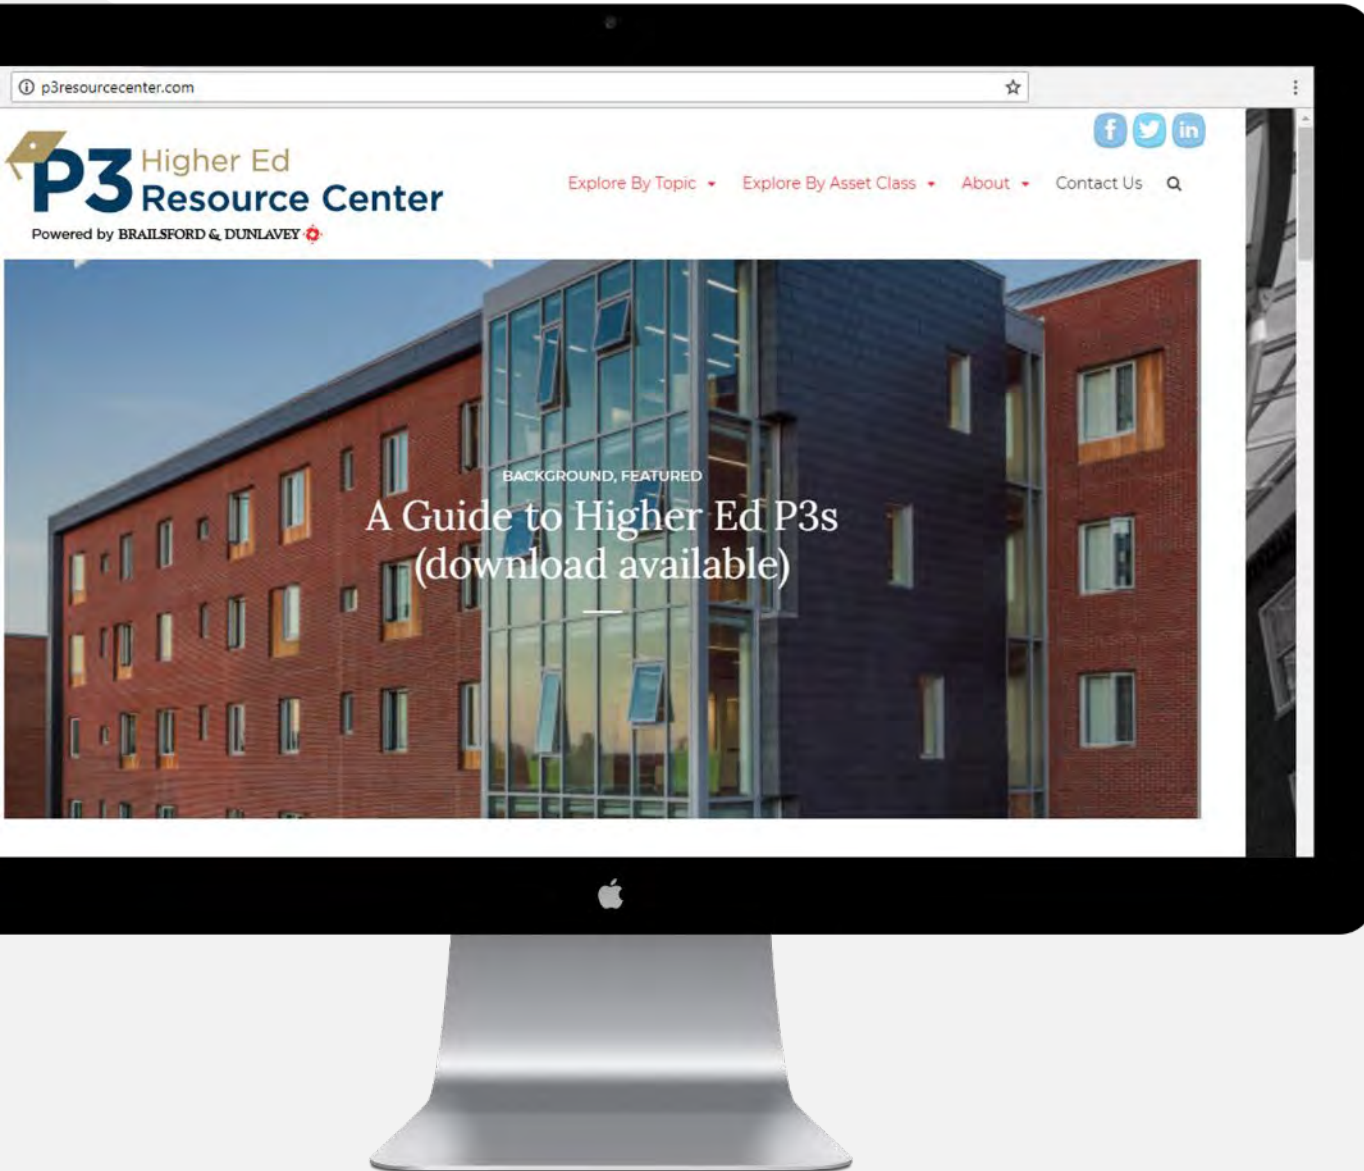 p3resourcecenter.com
P3 Higher Ed
Resource Center
Powered by BRAILSFORD & DUNLAVEY
Explore By Topic
Explore By Asset Class
About
Contact Us
BACKGROUND, FEATURED
A Guide to Higher Ed P3s
(download available)